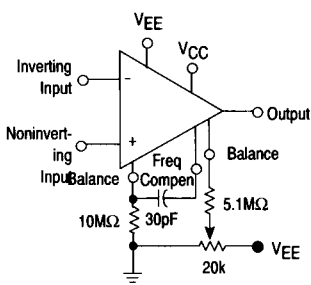 VEE
VCC
Inverting
Input
−
Output
Noninvert-
ing
Input
+
Balance
Freq
Compen
Balance
10MΩ
30pF
5.1MΩ
20k
VEE